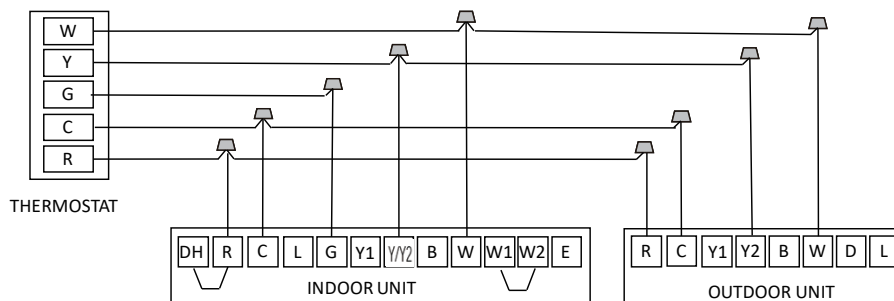 W
Y
G
C
R
THERMOSTAT
DH R C L G Y1 Y/Y2 B W W1 W2 E
INDOOR UNIT
R C Y1 Y2 B W D L
OUTDOOR UNIT